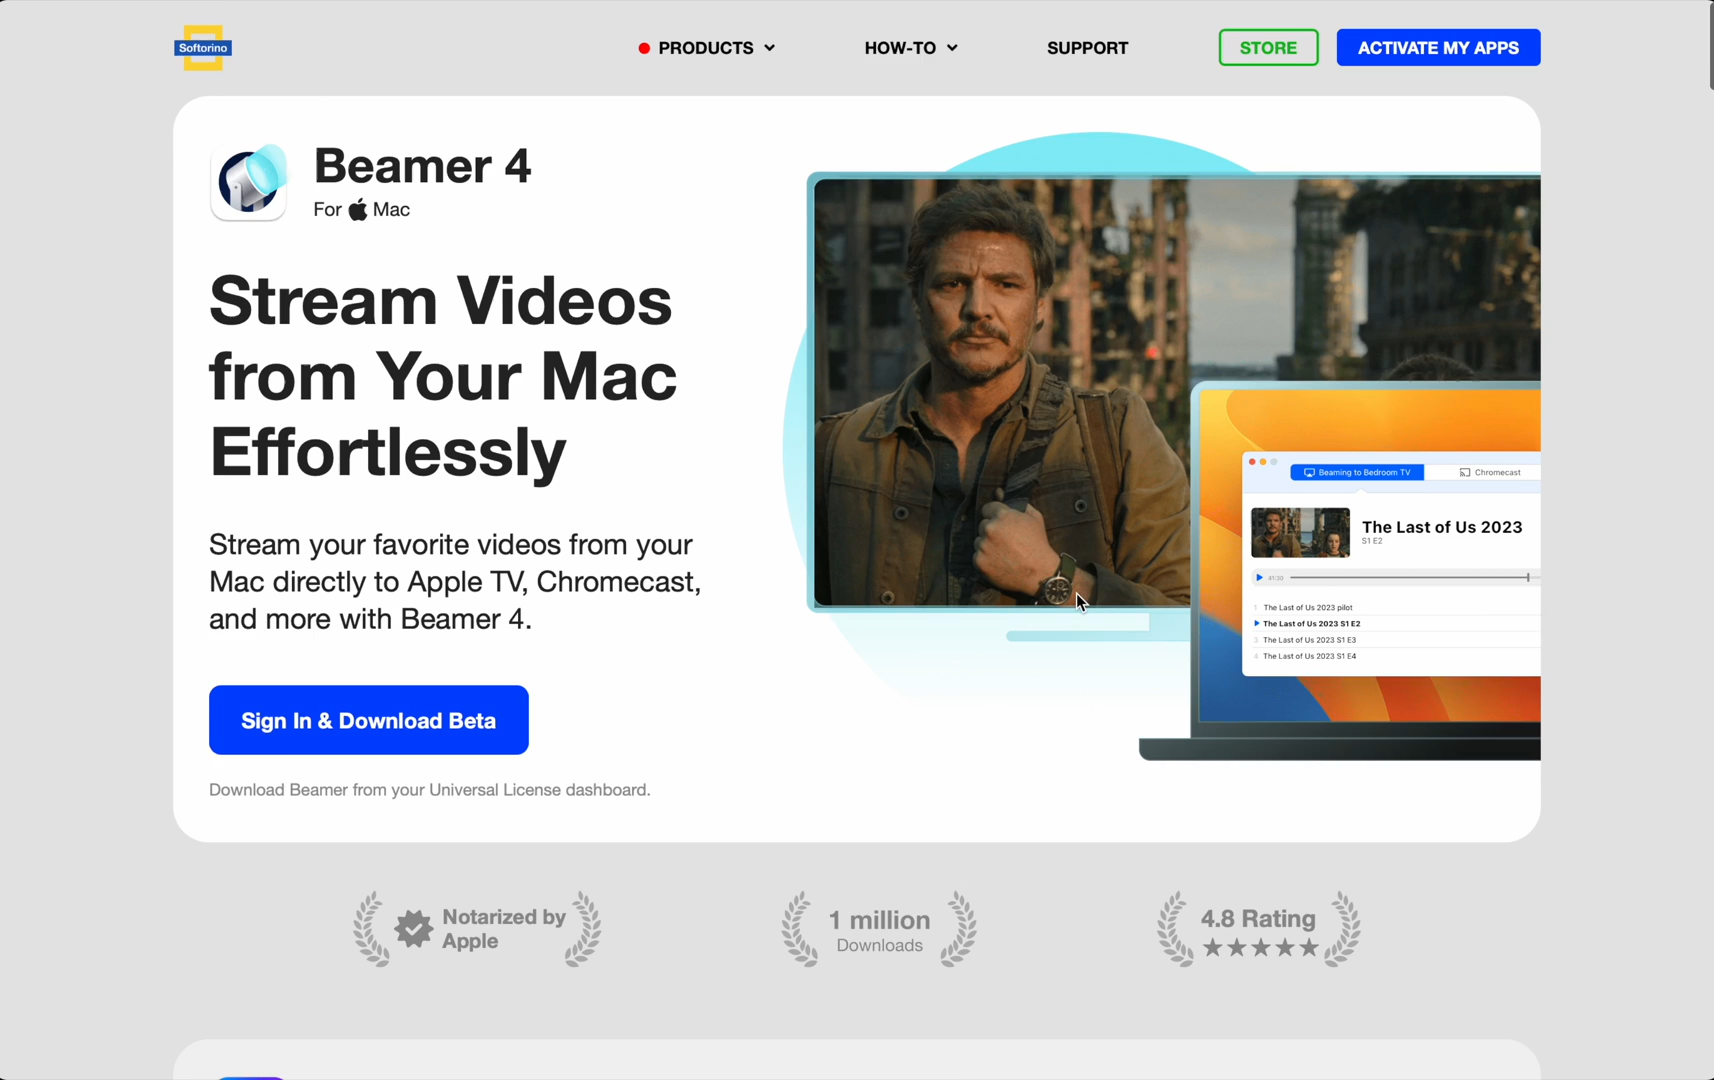 Softorino
PRODUCTS
HOW-TO
SUPPORT
STORE
ACTIVATE MY APPS
Beamer 4
For Mac
Stream Videos
from Your Mac
Effortlessly
Stream your favorite videos from your
Mac directly to Apple TV, Chromecast,
and more with Beamer 4.
Sign In & Download Beta
Download Beamer from your Universal License dashboard.
Beaming to Bedroom TV
Chromecast
The Last of Us 2023
S1 E2
41:30
1 The Last of Us 2023 pilot
The Last of Us 2023 S1 E2
3 The Last of Us 2023 S1 E3
4 The Last of Us 2023 S1 E4
Notarized by
Apple
1 million
Downloads
4.8 Rating